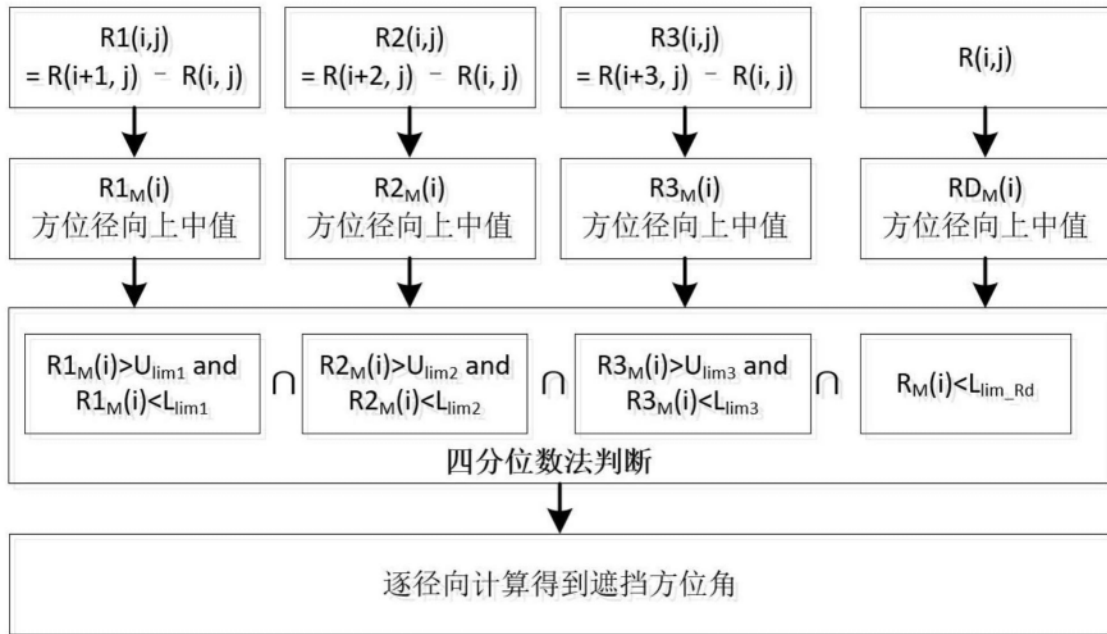 R1(i,j)
= R(i+1, j) － R(i, j)
R2(i,j)
= R(i+2, j) － R(i, j)
R3(i,j)
= R(i+3, j) － R(i, j)
R(i,j)
R1M(i)
方位径向上中值
R2M(i)
方位径向上中值
R3M(i)
方位径向上中值
RDM(i)
方位径向上中值
R1M(i)>Ulim1 and
R1M(i)<Llim1
∩
R2M(i)>Ulim2 and
R2M(i)<Llim2
∩
R3M(i)>Ulim3 and
R3M(i)<Llim3
∩
RM(i)<Llim_Rd
四分位数法判断
逐径向计算得到遮挡方位角